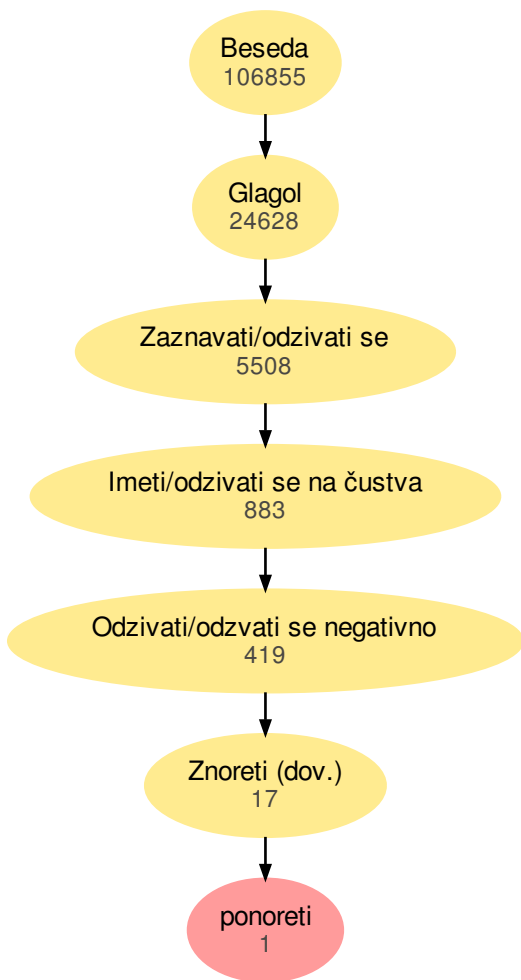 Beseda
106855
Glagol
24628
Zaznavati/odzivati se
5508
Imeti/odzivati se na čustva
883
Odzivati/odzvati se negativno
419
Znoreti (dov.)
17
ponoreti
1